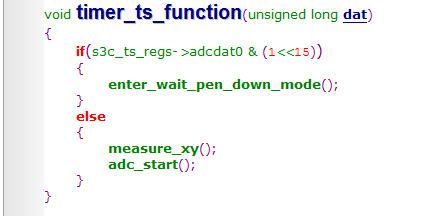 void timer_ts_function(unsigned long dat)
{
if(s3c_ts_regs->adcdat0 & (1<<15))
{
enter_wait_pen_down_mode();
}
else
{
measure_xy();
adc_start();
}
}